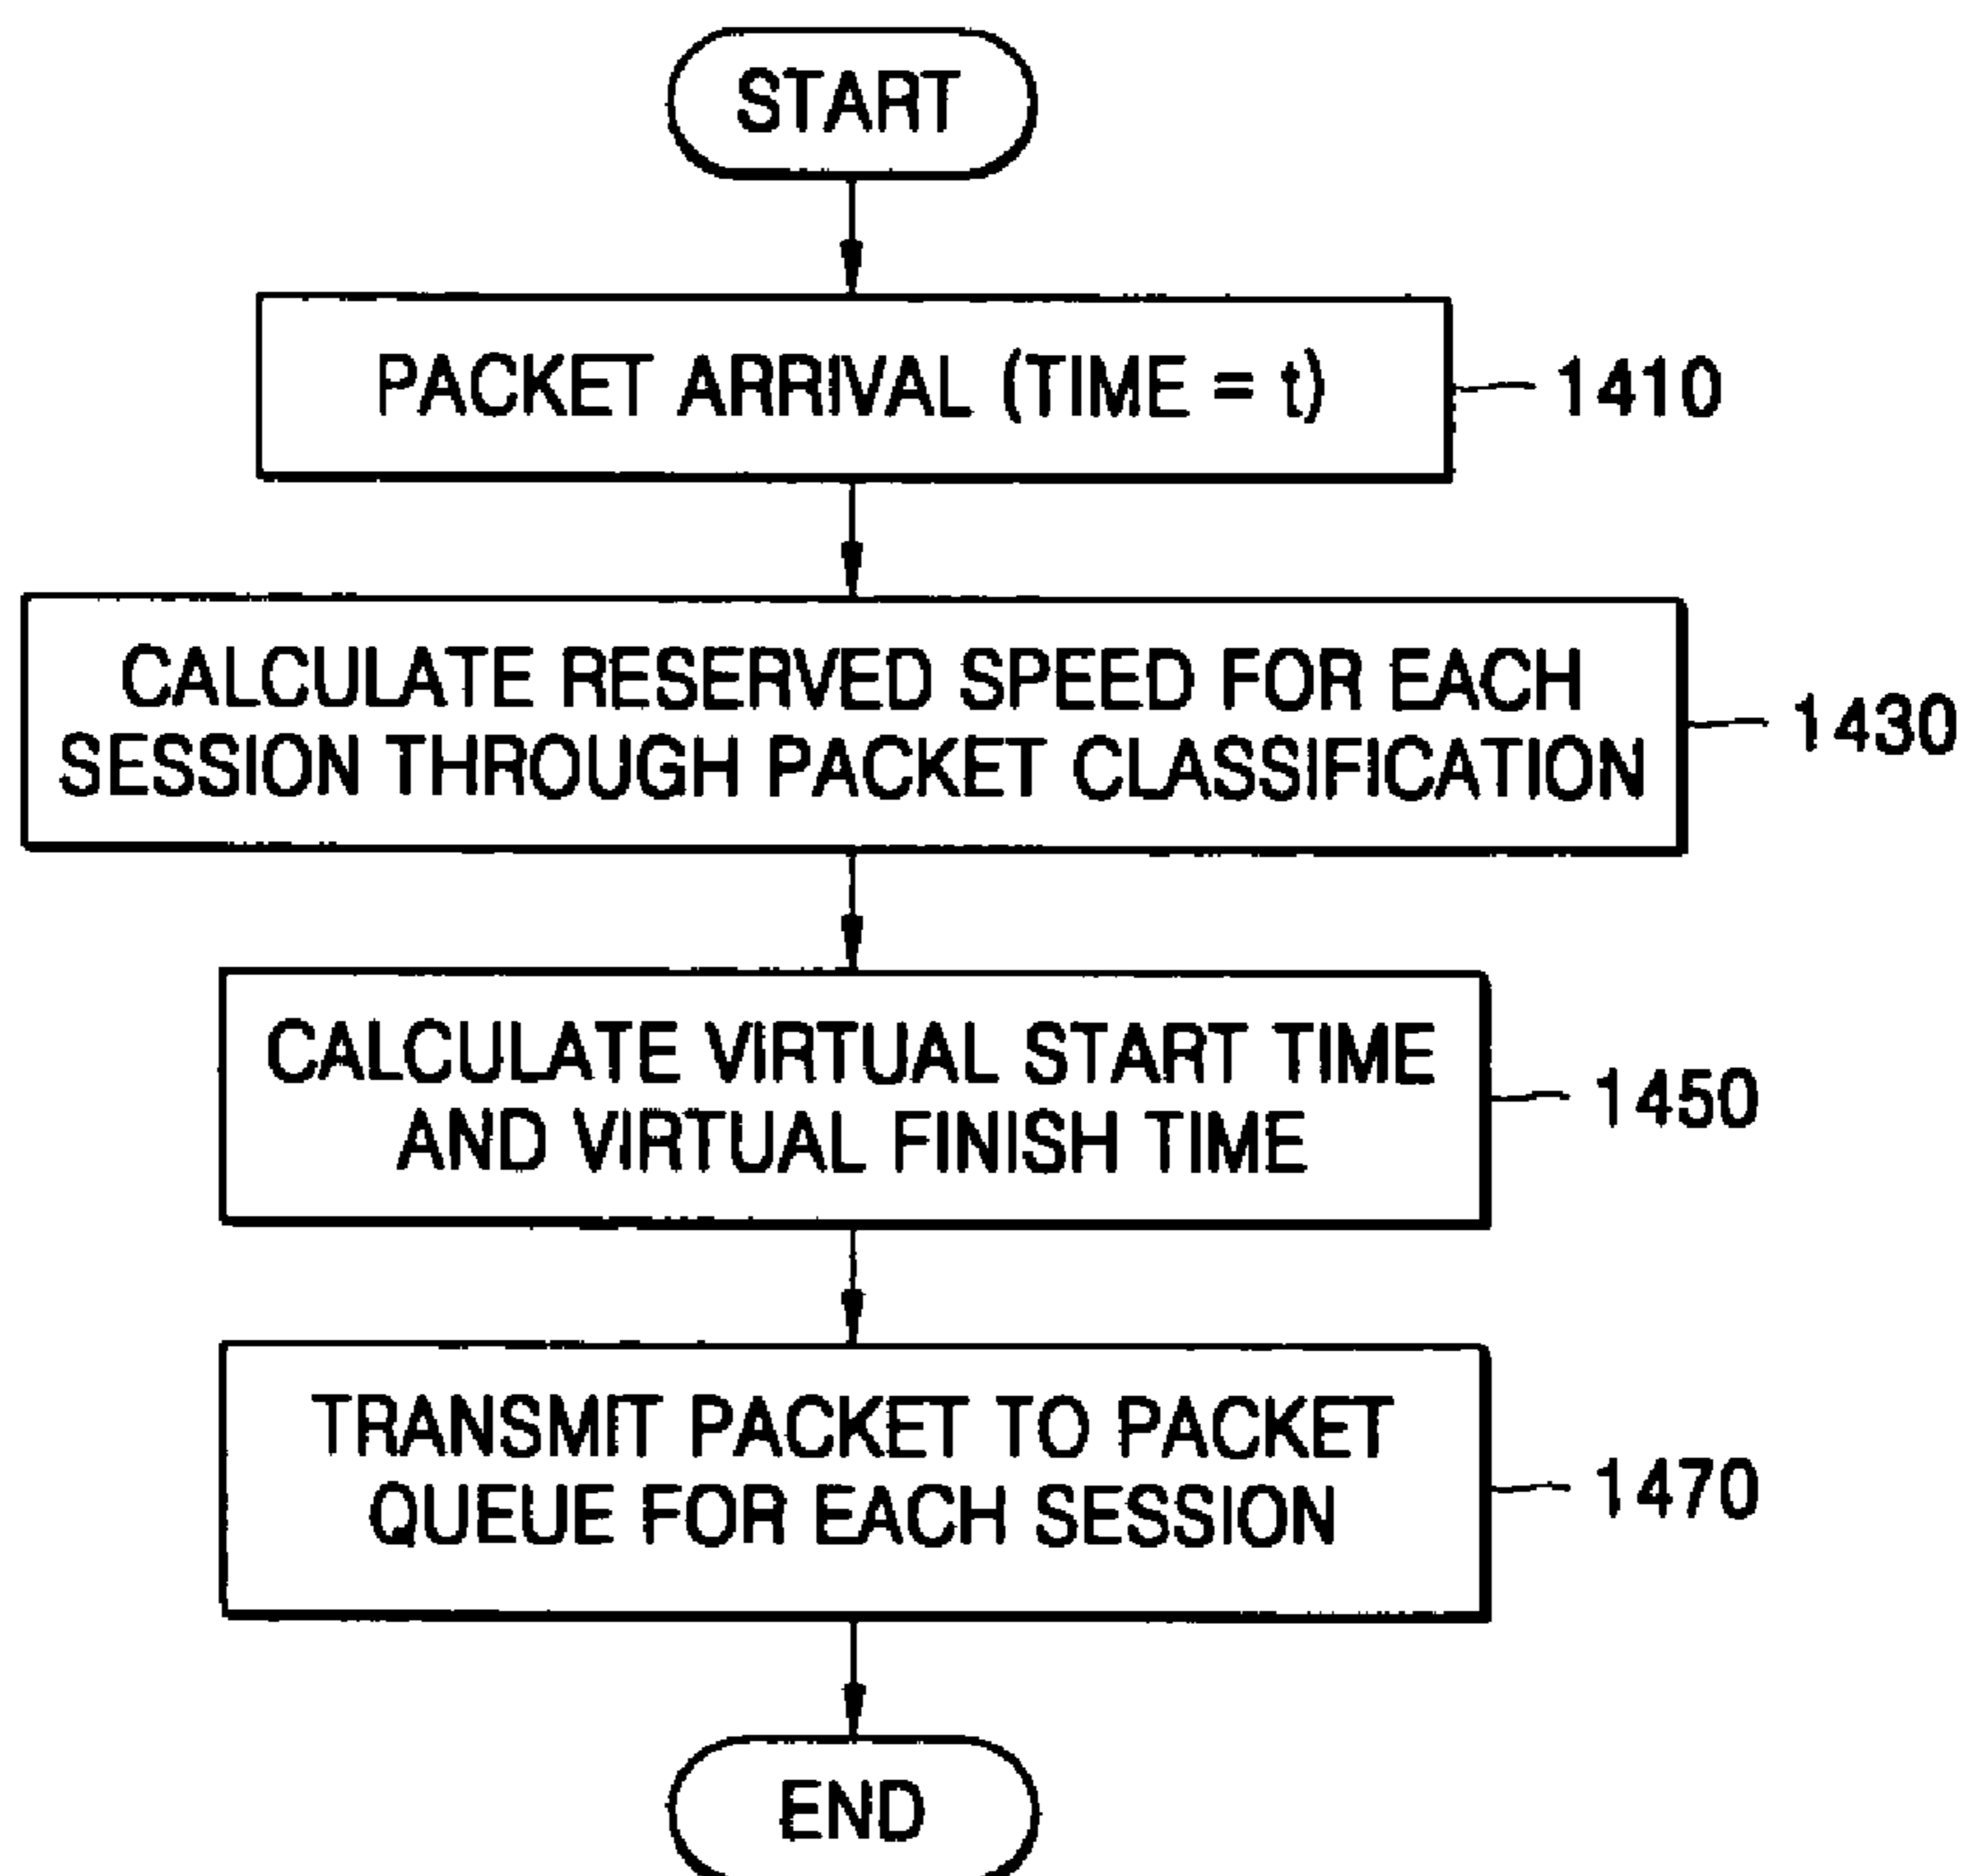 START
PACKET ARRIVAL (TIME = t)
1410
CALCULATE RESERVED SPEED FOR EACH
SESSION THROUGH PACKET CLASSIFICATION
1430
CALCULATE VIRTUAL START TIME
AND VIRTUAL FINISH TIME
1450
TRANSMIT PACKET TO PACKET
QUEUE FOR EACH SESSION
1470
END